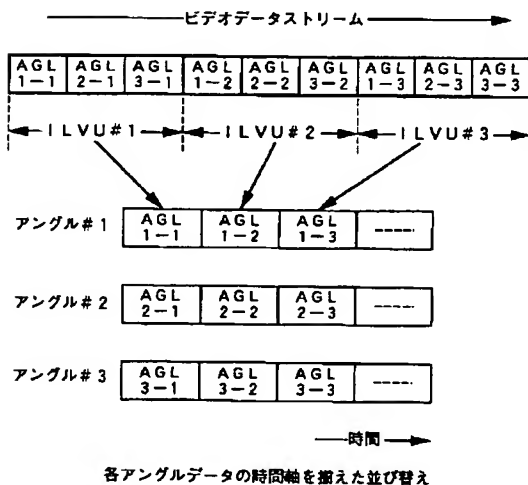 ビデオデータストリーム
AGL AGL AGL AGL AGL AGL AGL AGL AGL
1−1 2−1 3−1 1−2 2−2 3−2 1−3 2−3 3−3
ILVU#1 ILVU#2 ILVU#3
アングル#1
AGL AGL AGL
1−1 1−2 1−3
アングル#2
AGL AGL AGL
2−1 2−2 2−3
アングル#3
AGL AGL AGL
3−1 3−2 3−3
時間
各アングルデータの時間軸を揃えた並び替え